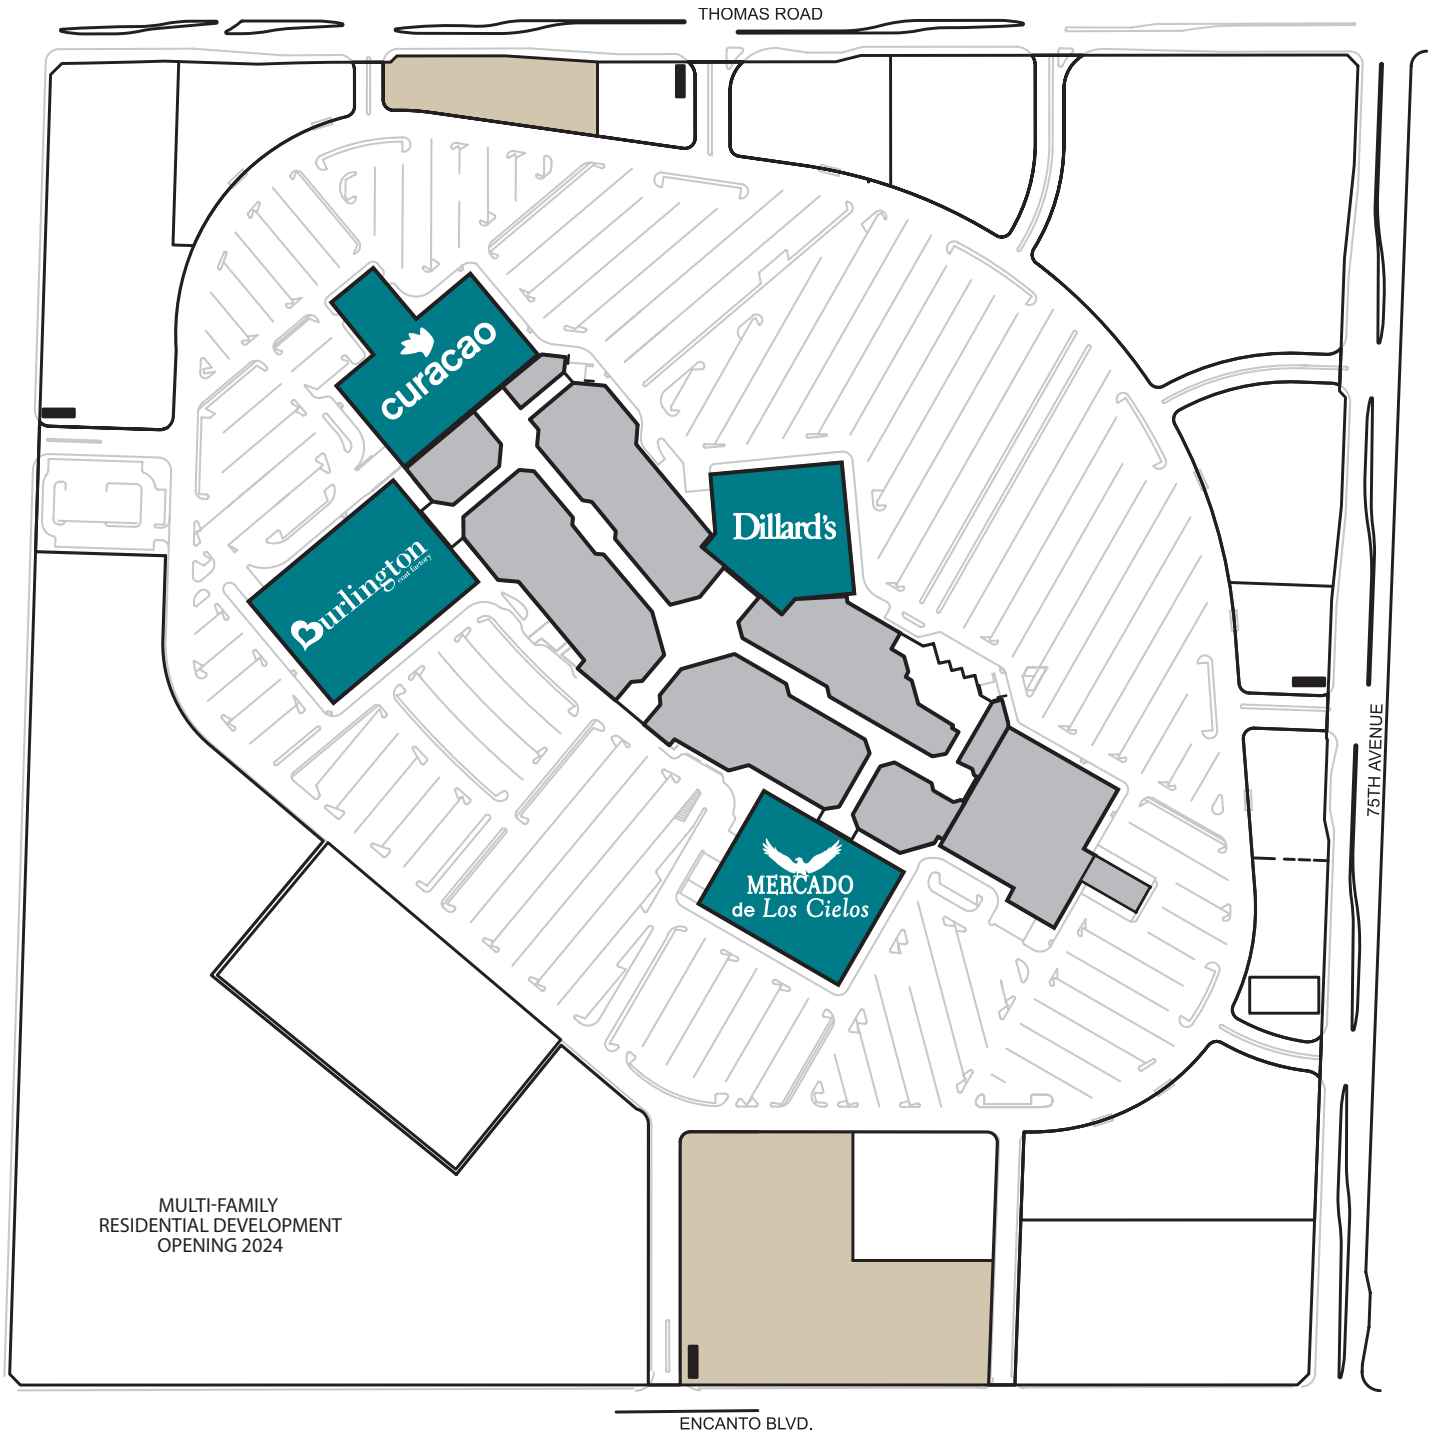 THOMAS ROAD
curacao
Dillard's
Burlington
coat factory
75TH AVENUE
MERCADO
de Los Cielos
MULTI-FAMILY
RESIDENTIAL DEVELOPMENT
OPENING 2024
ENCANTO BLVD.